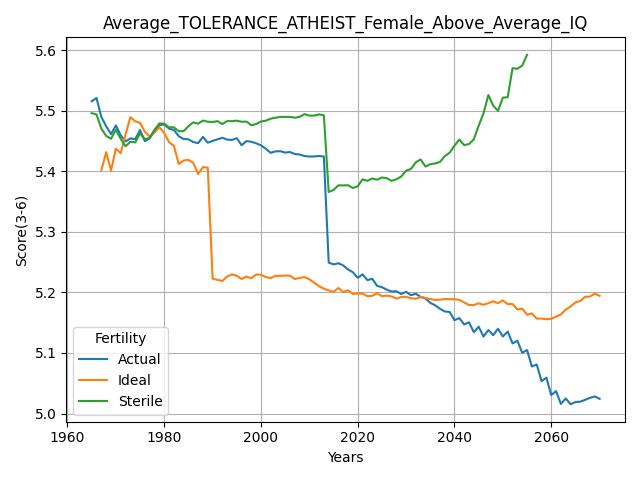 Average_TOLERANCE_ATHEIST_Female_Above_Average_IQ
Score(3-6)
5.6
5.5
5.4
5.3
5.2
5.1
5.0
Fertility
Actual
Ideal
Sterile
1960 1980 2000 2020 2040 2060
Years